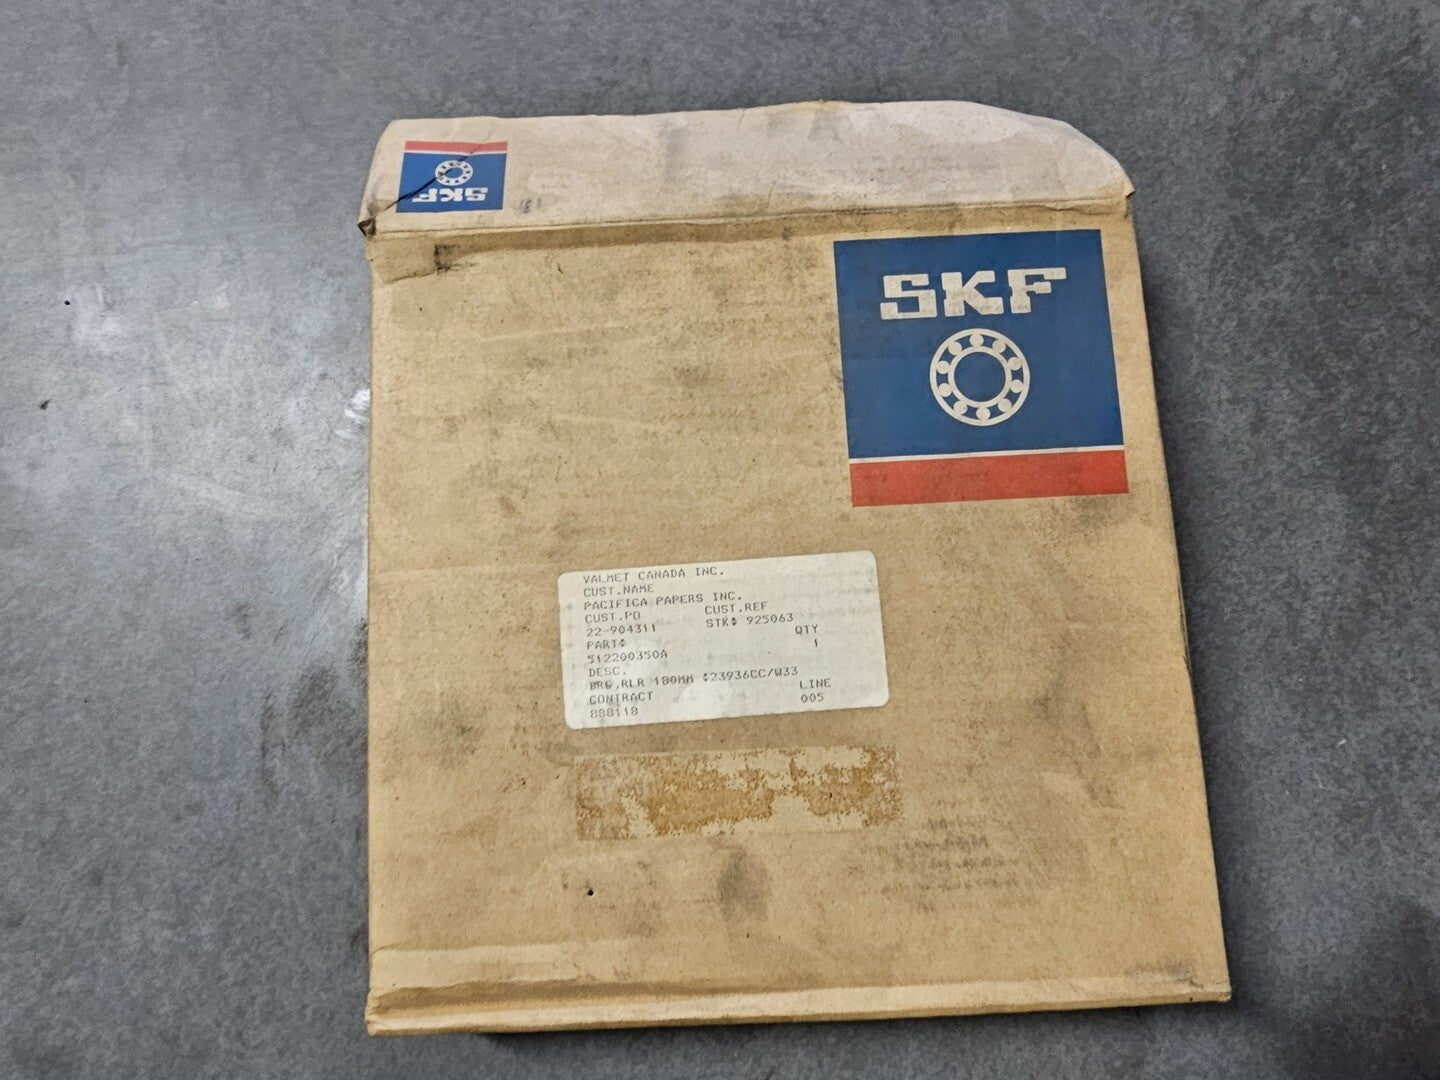 SKF
SKF
VALMET CANADA INC.
CUST.NAME
PACIFICA PAPERS INC.
CUST.PO CUST.REF
22-904311 STK# 925063
PART# QTY
512200350A 1
DESC.
BRG,RLR 180MM #23936CC/W33
CONTRACT LINE
888118 005